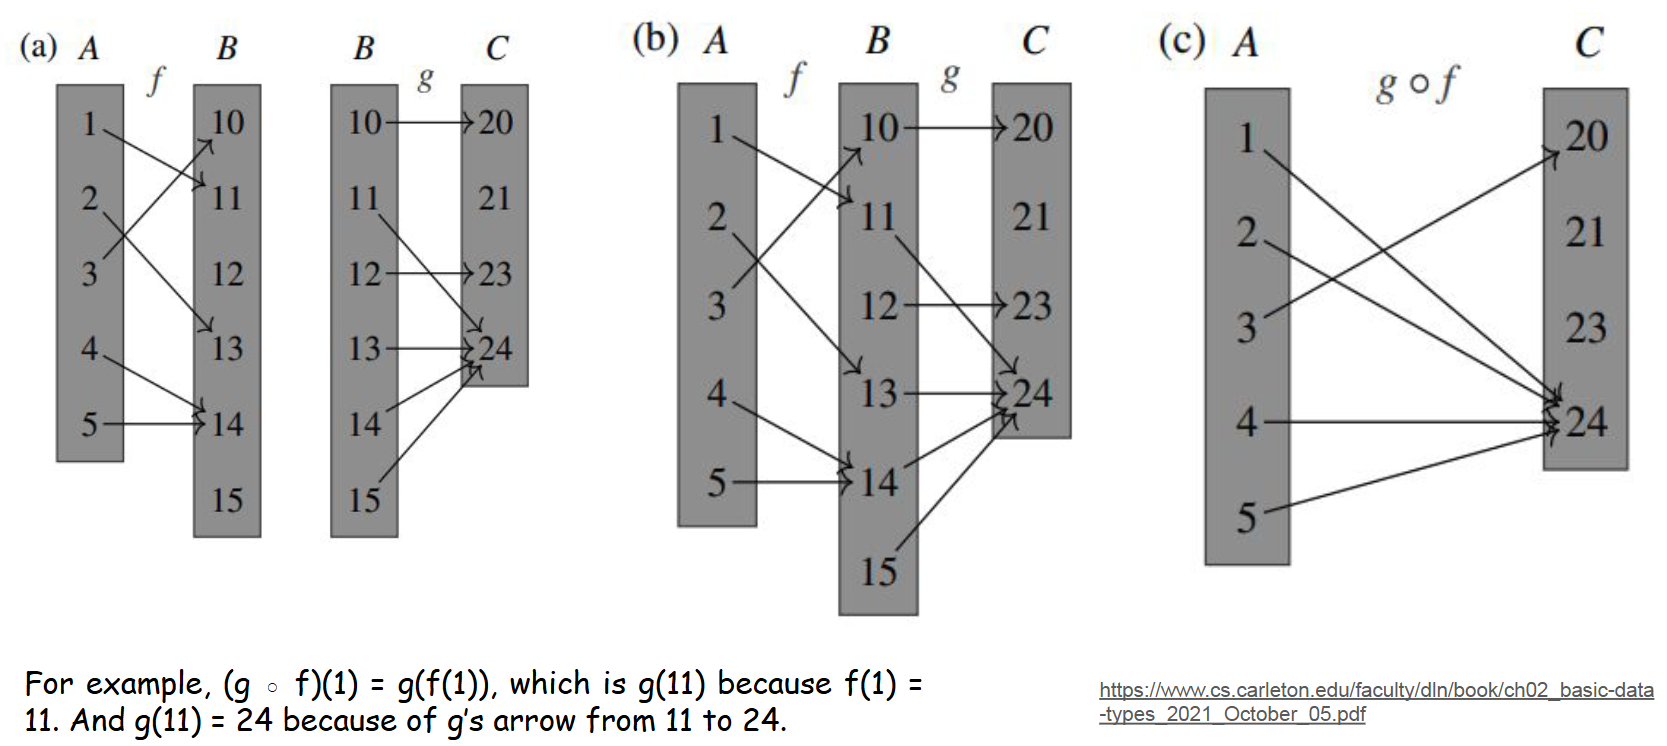 (a) A B B C
f g
1 10 10 20
2 11 11 21
3 12 12 23
4 13 13 24
5 14 14
15 15
(b) A B C
f g
1 10 20
2 11 21
3 12 23
4 13 24
5 14
15
(c) A C
g ∘ f
1 20
2 21
3 23
4 24
5
For example, (g ∘ f)(1) = g(f(1)), which is g(11) because f(1) =
11. And g(11) = 24 because of g's arrow from 11 to 24.
https://www.cs.carleton.edu/faculty/dln/book/ch02_basic-data
-types_2021_October_05.pdf